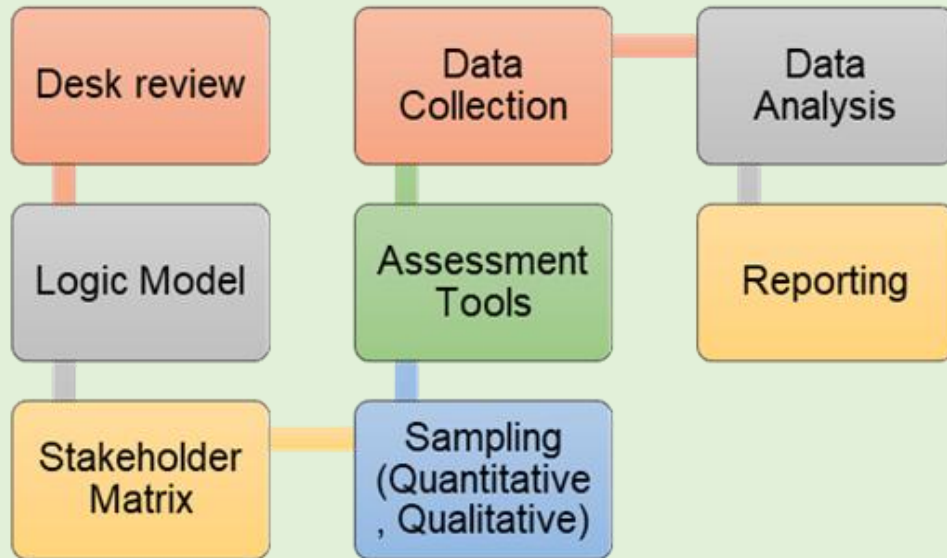 Desk review
Logic Model
Stakeholder
Matrix
Sampling
(Quantitative
, Qualitative)
Assessment
Tools
Data
Collection
Data
Analysis
Reporting